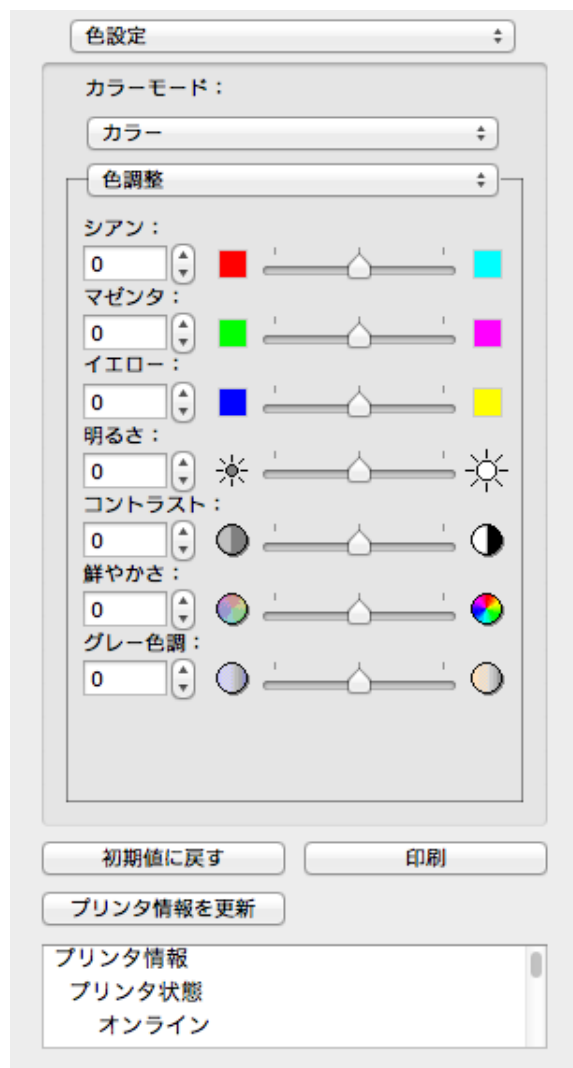 色設定
カラーモード：
カラー
色調整
シアン：
0
マゼンタ：
0
イエロー：
0
明るさ：
0
コントラスト：
0
鮮やかさ：
0
グレー色調：
0
初期値に戻す 印刷
プリンタ情報を更新
プリンタ情報
プリンタ状態
オンライン